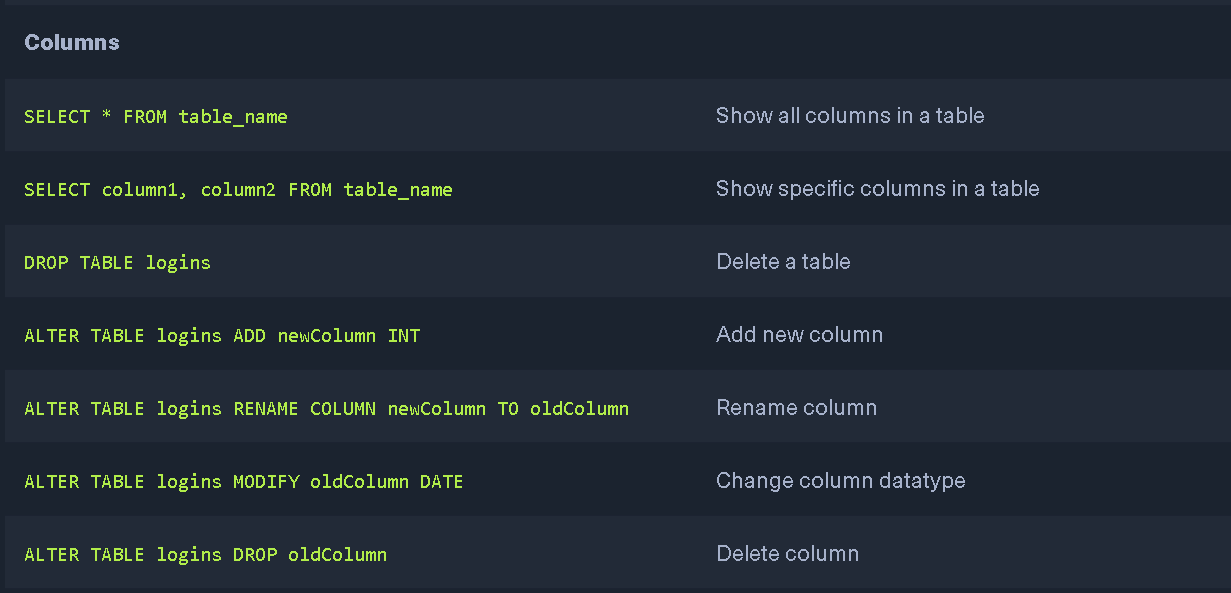 Columns
SELECT * FROM table_name
Show all columns in a table
SELECT column1, column2 FROM table_name
Show specific columns in a table
DROP TABLE logins
Delete a table
ALTER TABLE logins ADD newColumn INT
Add new column
ALTER TABLE logins RENAME COLUMN newColumn TO oldColumn
Rename column
ALTER TABLE logins MODIFY oldColumn DATE
Change column datatype
ALTER TABLE logins DROP oldColumn
Delete column